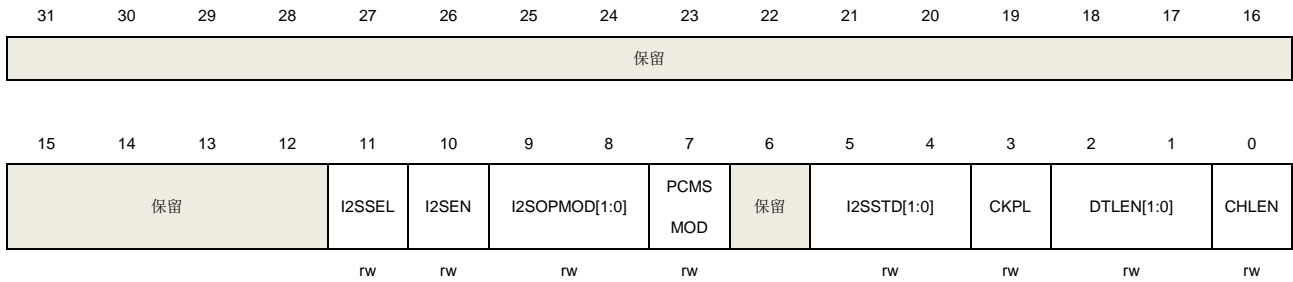 31 30 29 28 27 26 25 24 23 22 21 20 19 18 17 16
保留
15 14 13 12 11 10 9 8 7 6 5 4 3 2 1 0
保留 I2SSEL I2SEN I2SOPMOD[1:0] PCMS MOD 保留 I2SSTD[1:0] CKPL DTLEN[1:0] CHLEN
rw rw rw rw rw rw rw rw